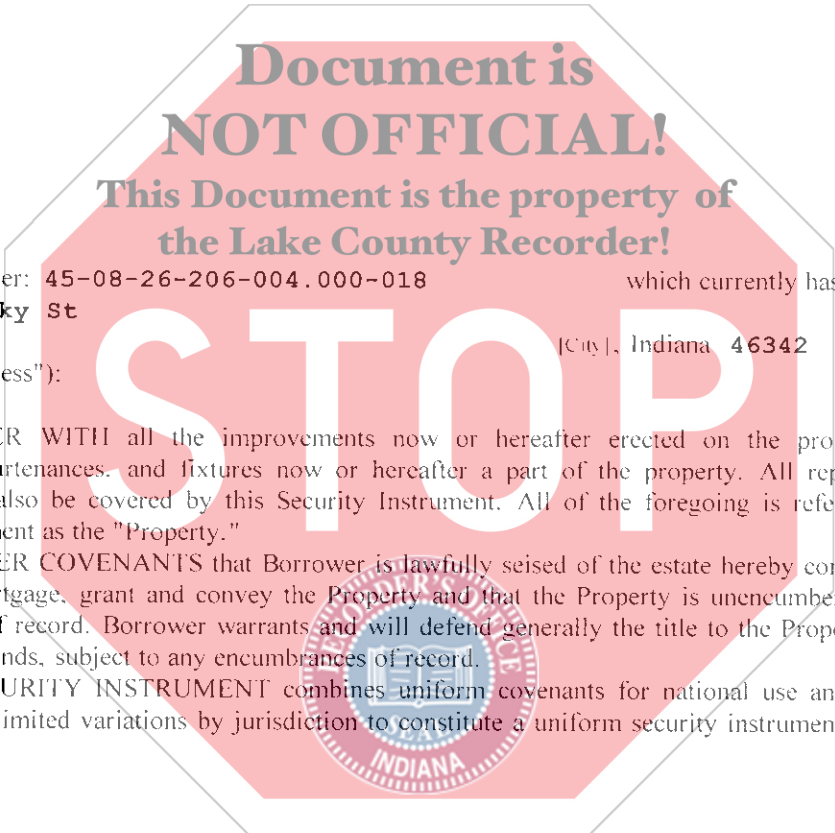 Document is
NOT OFFICIAL!
This Document is the property of
the Lake County Recorder!
er: 45-08-26-206-004.000-018 which currently has
ky St
[City], Indiana 46342
ess"):
STOP
ER WITH all the improvements now or hereafter erected on the pro
urtenances, and fixtures now or hereafter a part of the property. All rep
also be covered by this Security Instrument. All of the foregoing is refe
ent as the "Property."
ER COVENANTS that Borrower is lawfully seised of the estate hereby con
rtgage, grant and convey the Property and that the Property is unencumbe
f record. Borrower warrants and will defend generally the title to the Prope
nds, subject to any encumbrances of record.
URITY INSTRUMENT combines uniform covenants for national use an
imited variations by jurisdiction to constitute a uniform security instrumen
RECORDER'S OFFICE
SEAL
INDIANA